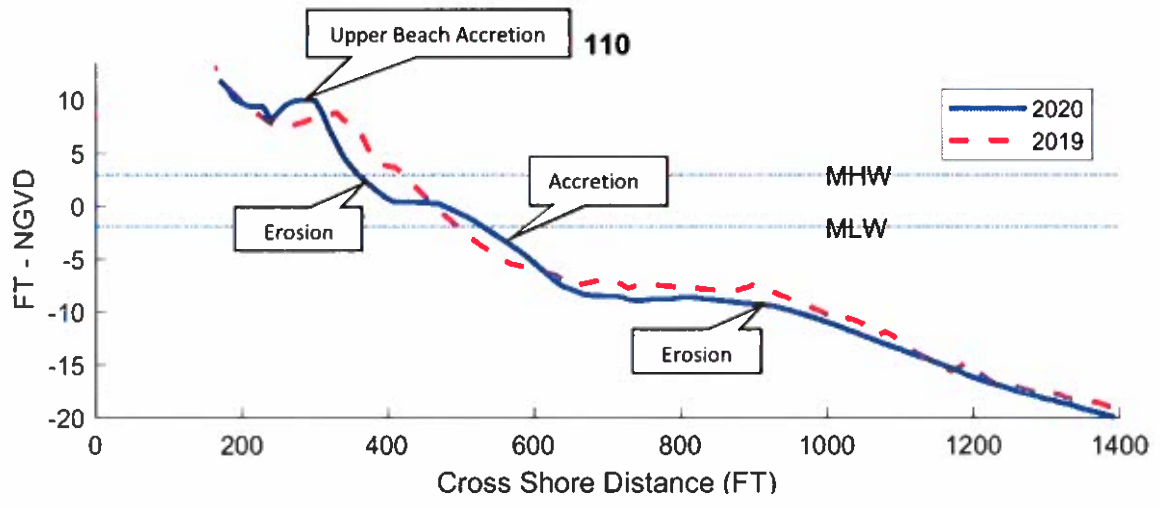 Upper Beach Accretion
110
10
5
0
-5
-10
-15
-20
FT - NGVD
2020
2019
MHW
MLW
Accretion
Erosion
Erosion
0
200
400
600
800
1000
1200
1400
Cross Shore Distance (FT)